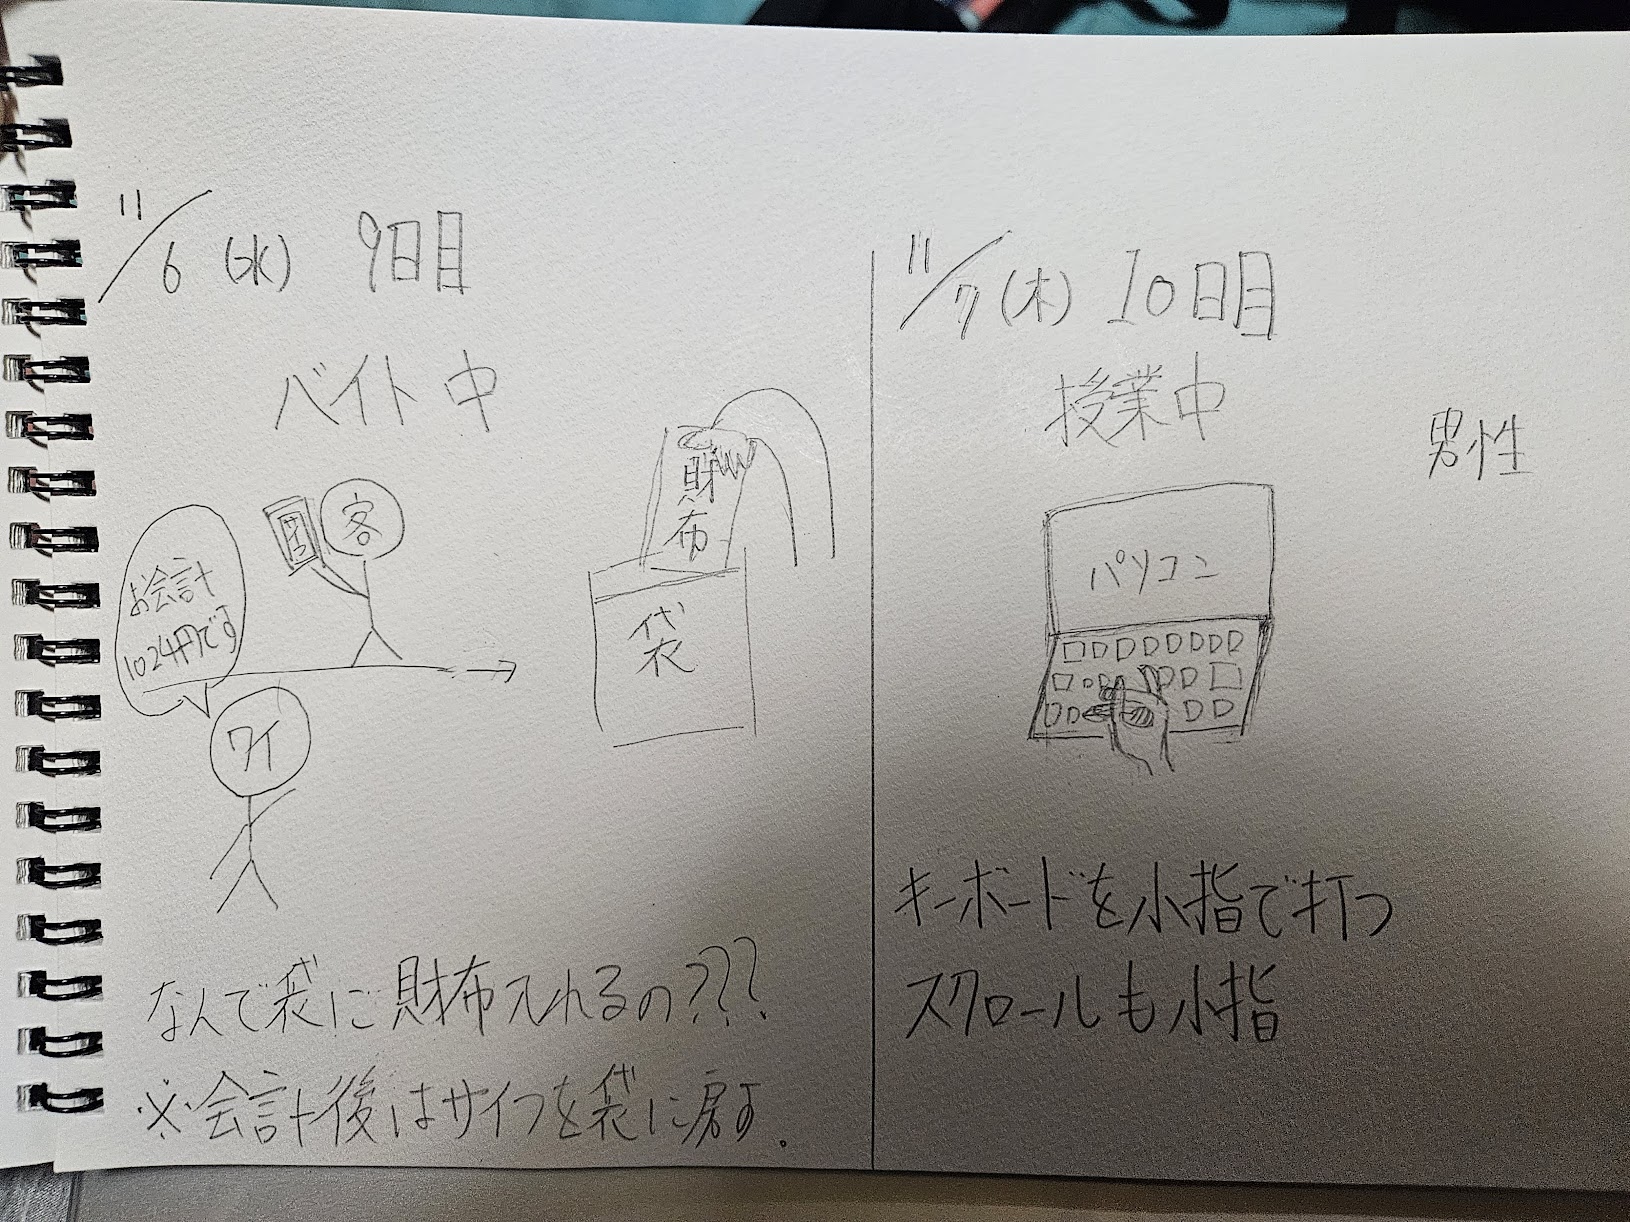 11/6 (水) 9日目
バイト中
お会計
1024円です
客
ワイ
財布
袋
なんで袋に財布入れるの???
※会計後はサイフを袋に戻す.
11/7 (木) 10日目
授業中
男性
パソコン
キーボードを小指で打つ
スクロールも小指